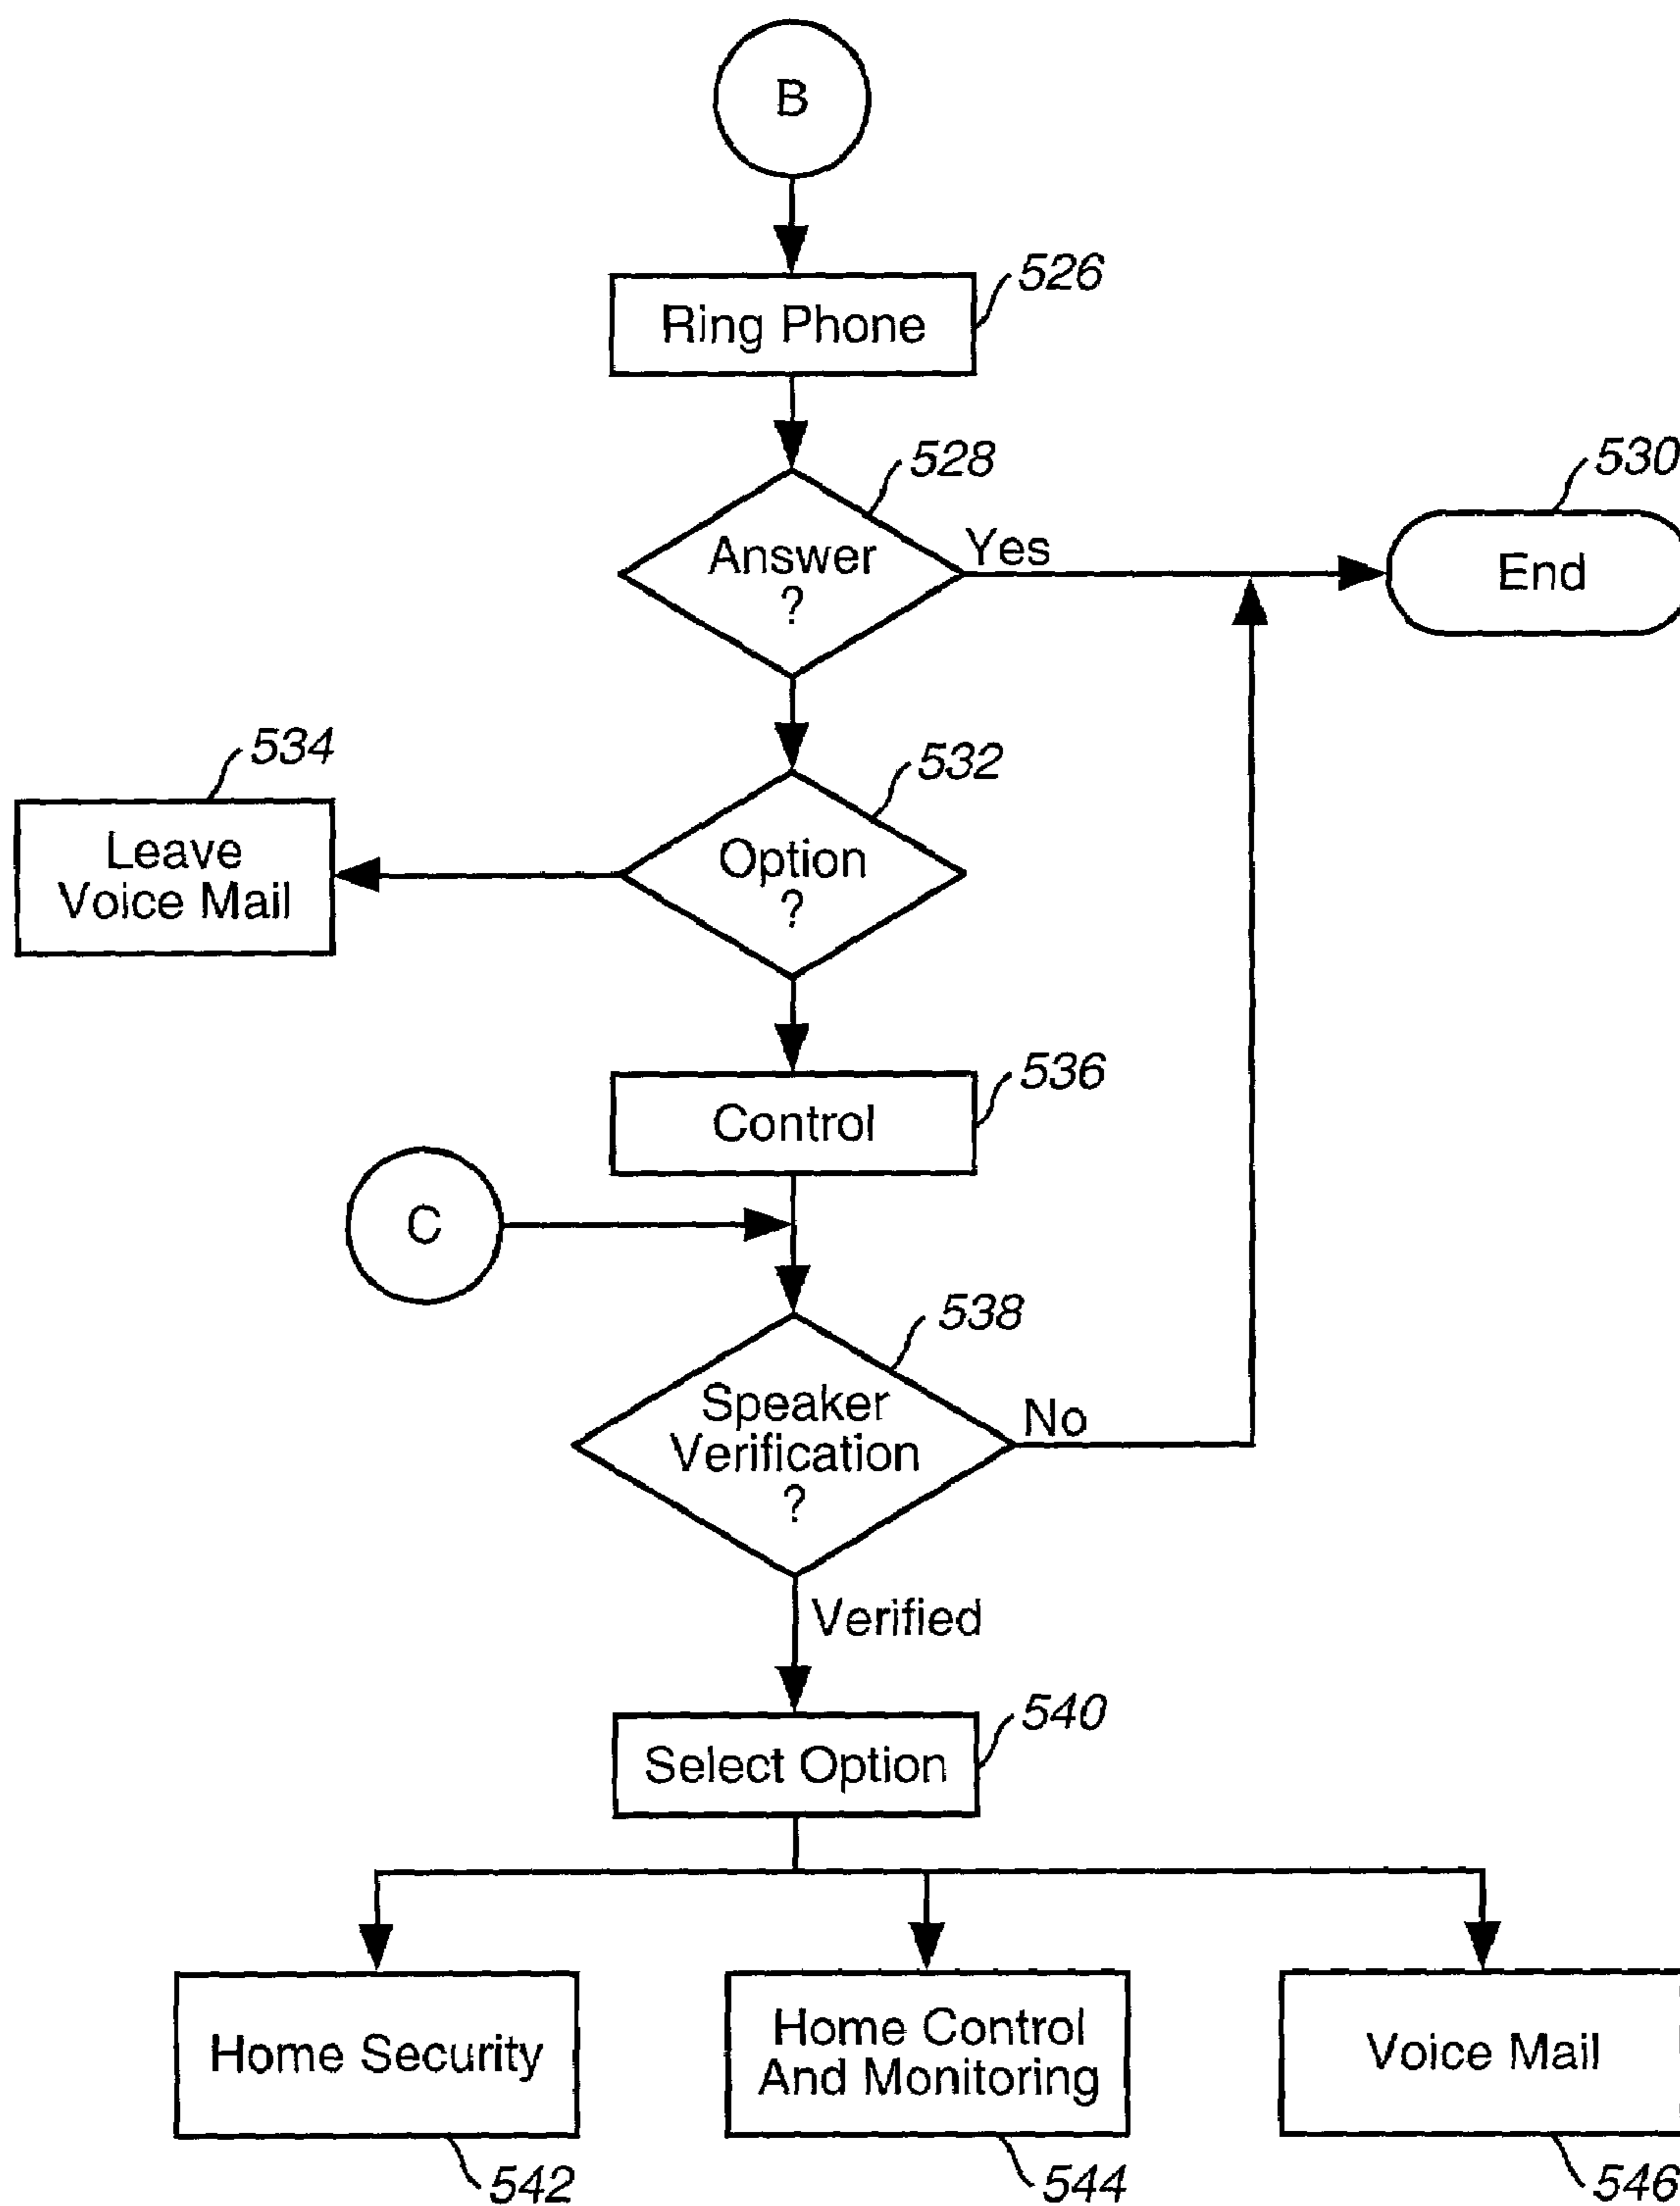 B
526
Ring Phone
528
530
Answer
?
Yes
End
534
532
Leave
Voice Mail
Option
?
536
Control
C
538
Speaker
Verification
?
No
Verified
540
Select Option
Home Security
Home Control
And Monitoring
Voice Mail
542
544
546